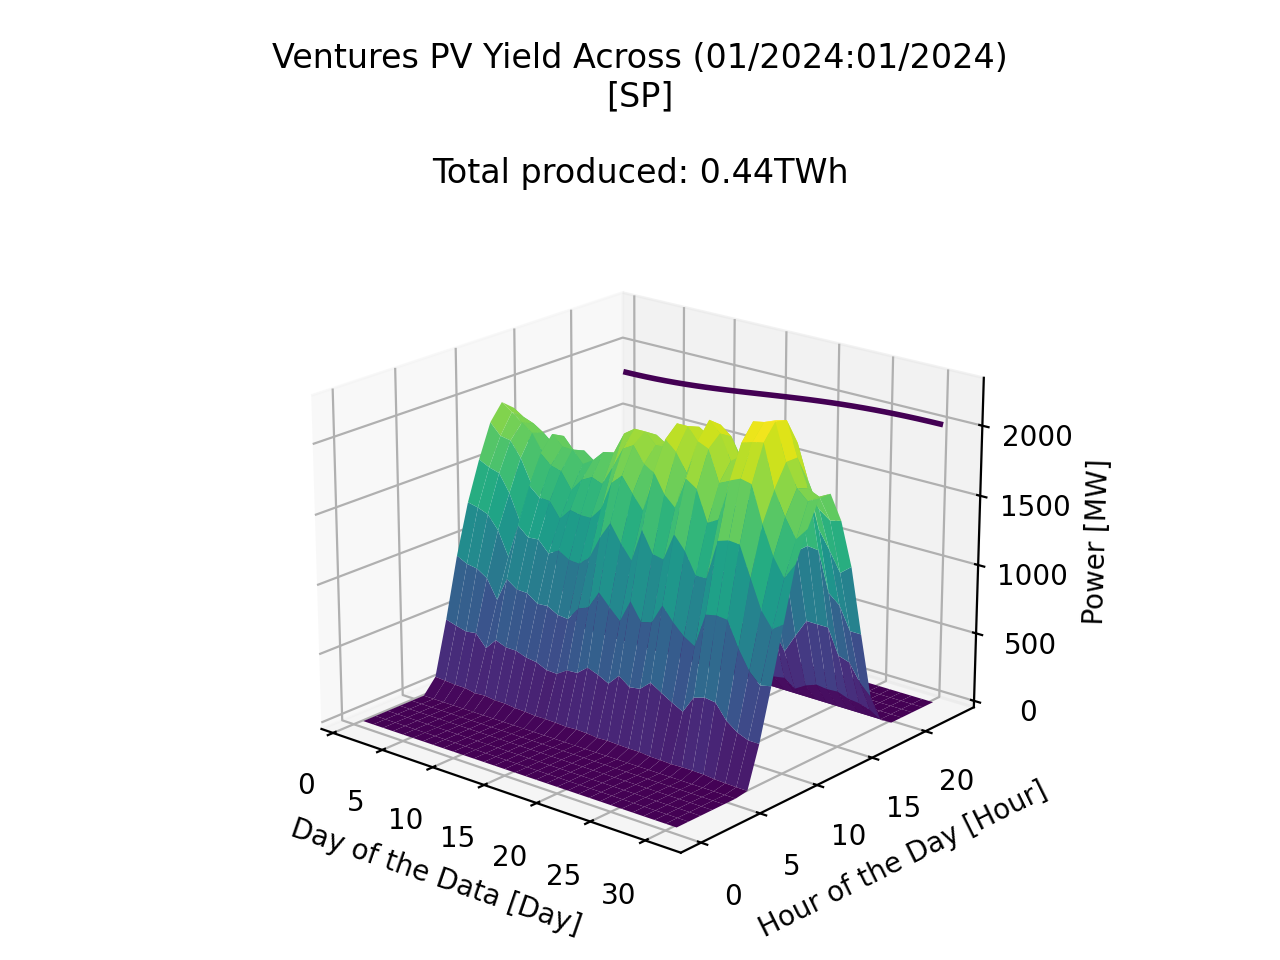 Ventures PV Yield Across (01/2024:01/2024)
[SP]
Total produced: 0.44TWh
2000
1500
1000
500
0
Power [MW]
0
5
10
15
20
25
30
Day of the Data [Day]
0
5
10
15
20
Hour of the Day [Hour]